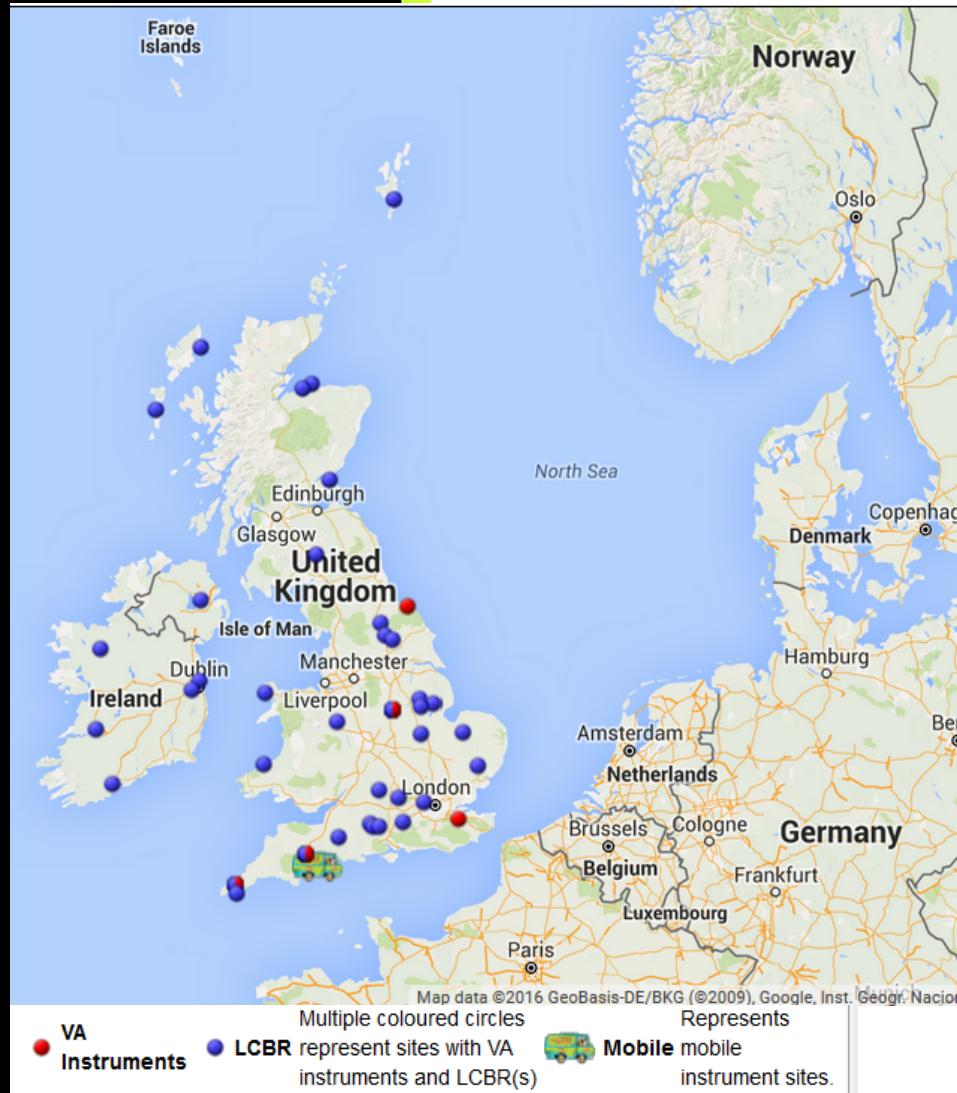 Faroe
Islands
Norway
Oslo
North Sea
Edinburgh
Glasgow
United
Kingdom
Copenhag
Denmark
Isle of Man
Hamburg
Manchester
Dublin
Liverpool
Ireland
Amsterdam
Ber
Netherlands
London
Brussels
Cologne
Germany
Belgium
Frankfurt
Luxembourg
Paris
Munich
Map data ©2016 GeoBasis-DE/BKG (©2009), Google, Inst. Geogr. Nacion
VA
Instruments
LCBR
Multiple coloured circles
represent sites with VA
instruments and LCBR(s)
Mobile
Represents
mobile
instrument sites.